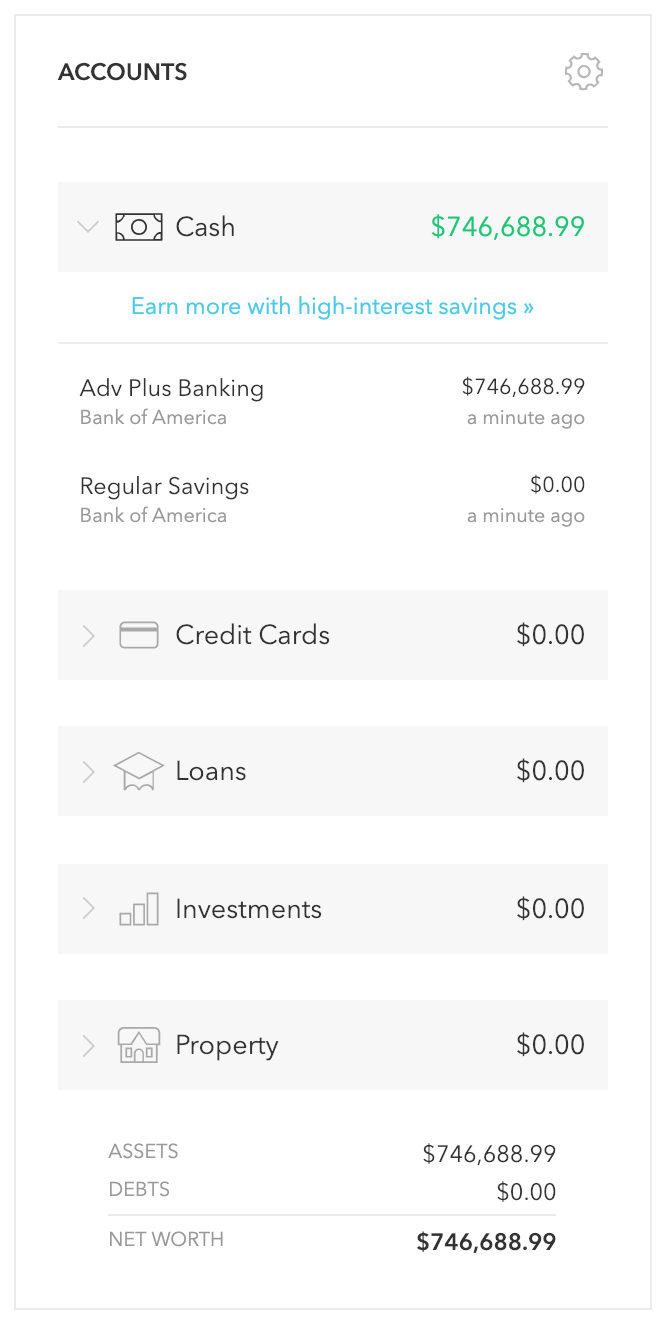 ACCOUNTS
Cash $746,688.99
Earn more with high-interest savings »
Adv Plus Banking $746,688.99
Bank of America a minute ago
Regular Savings $0.00
Bank of America a minute ago
Credit Cards $0.00
Loans $0.00
Investments $0.00
Property $0.00
ASSETS $746,688.99
DEBTS $0.00
NET WORTH $746,688.99